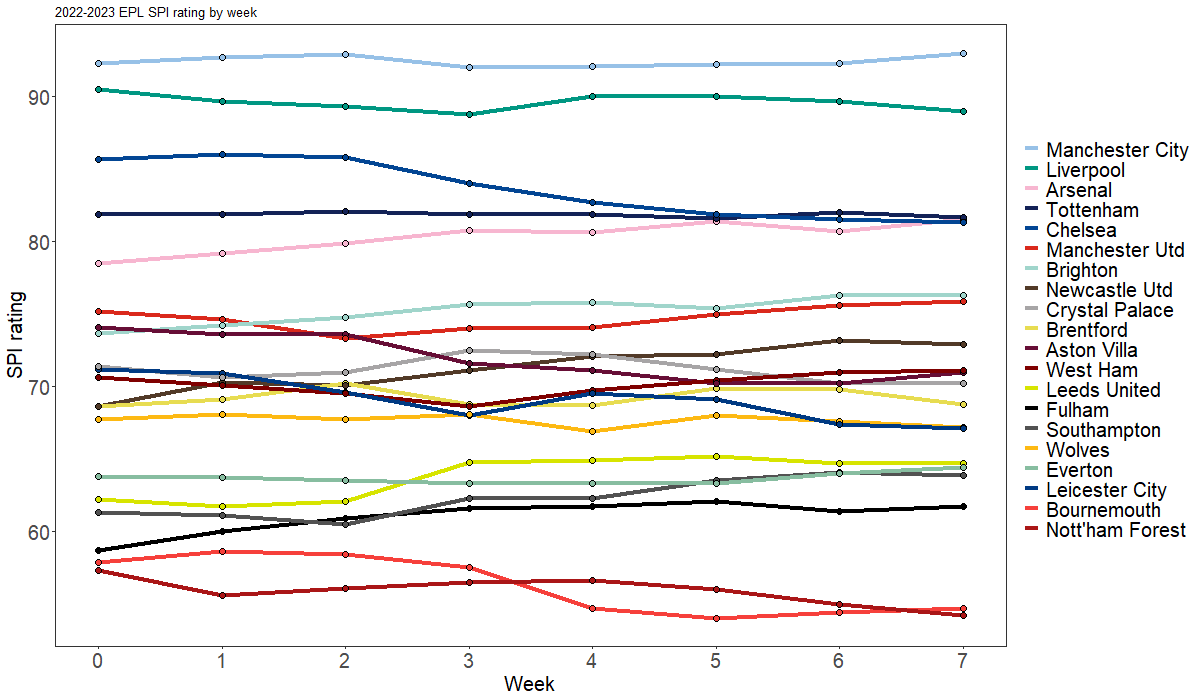 2022-2023 EPL SPI rating by week
90
80
70
60
SPI rating
0 1 2 3 4 5 6 7
Week
Manchester City
Liverpool
Arsenal
Tottenham
Chelsea
Manchester Utd
Brighton
Newcastle Utd
Crystal Palace
Brentford
Aston Villa
West Ham
Leeds United
Fulham
Southampton
Wolves
Everton
Leicester City
Bournemouth
Nott'ham Forest